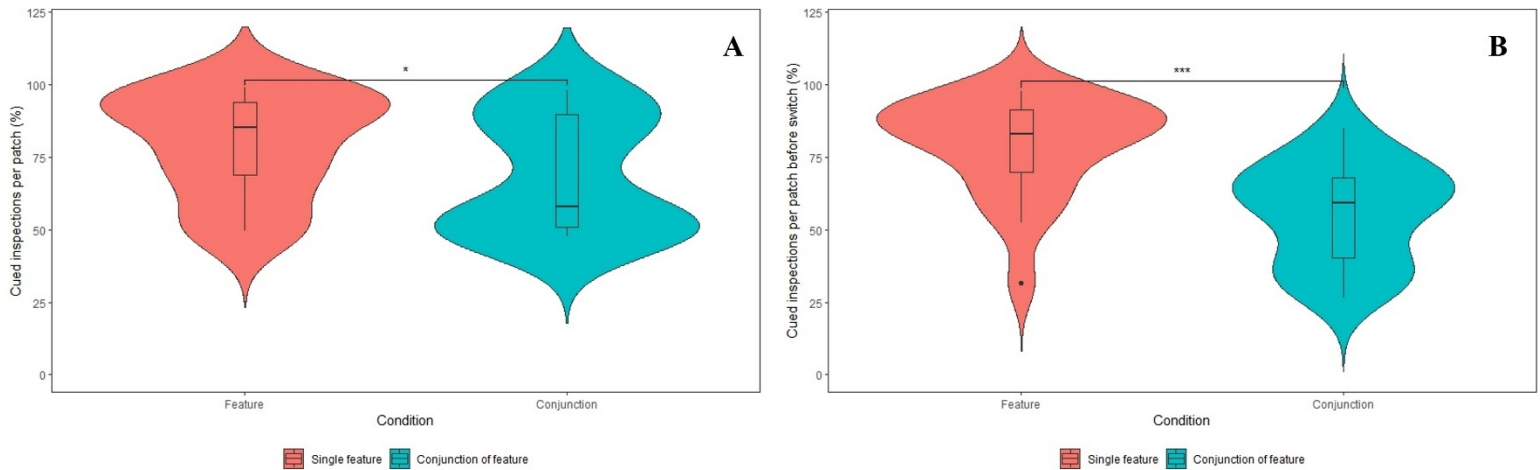 A
Cued inspections per patch (%)
125
100
75
50
25
0
*
Feature Conjunction
Condition
Single feature Conjunction of feature
B
Cued inspections per patch before switch (%)
125
100
75
50
25
0
***
Feature Conjunction
Condition
Single feature Conjunction of feature